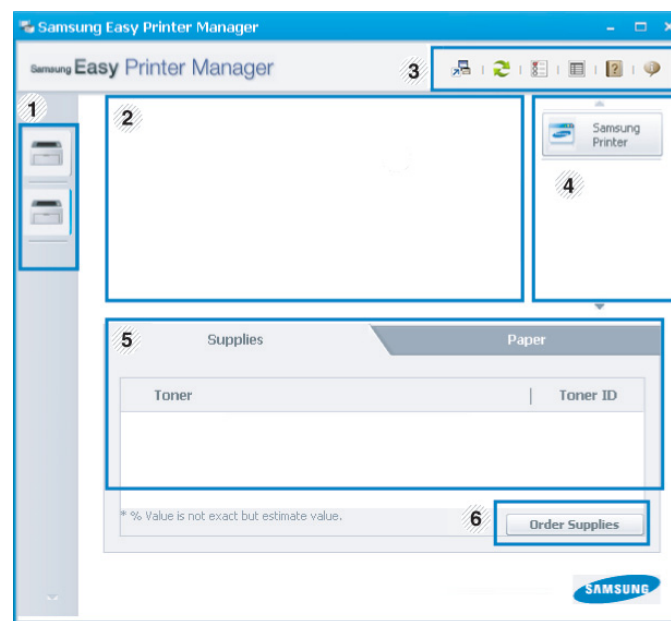 Samsung Easy Printer Manager
Samsung Easy Printer Manager
3
1
2
Samsung
Printer
4
5
Supplies
Paper
Toner
Toner ID
* % Value is not exact but estimate value.
6
Order Supplies
SAMSUNG